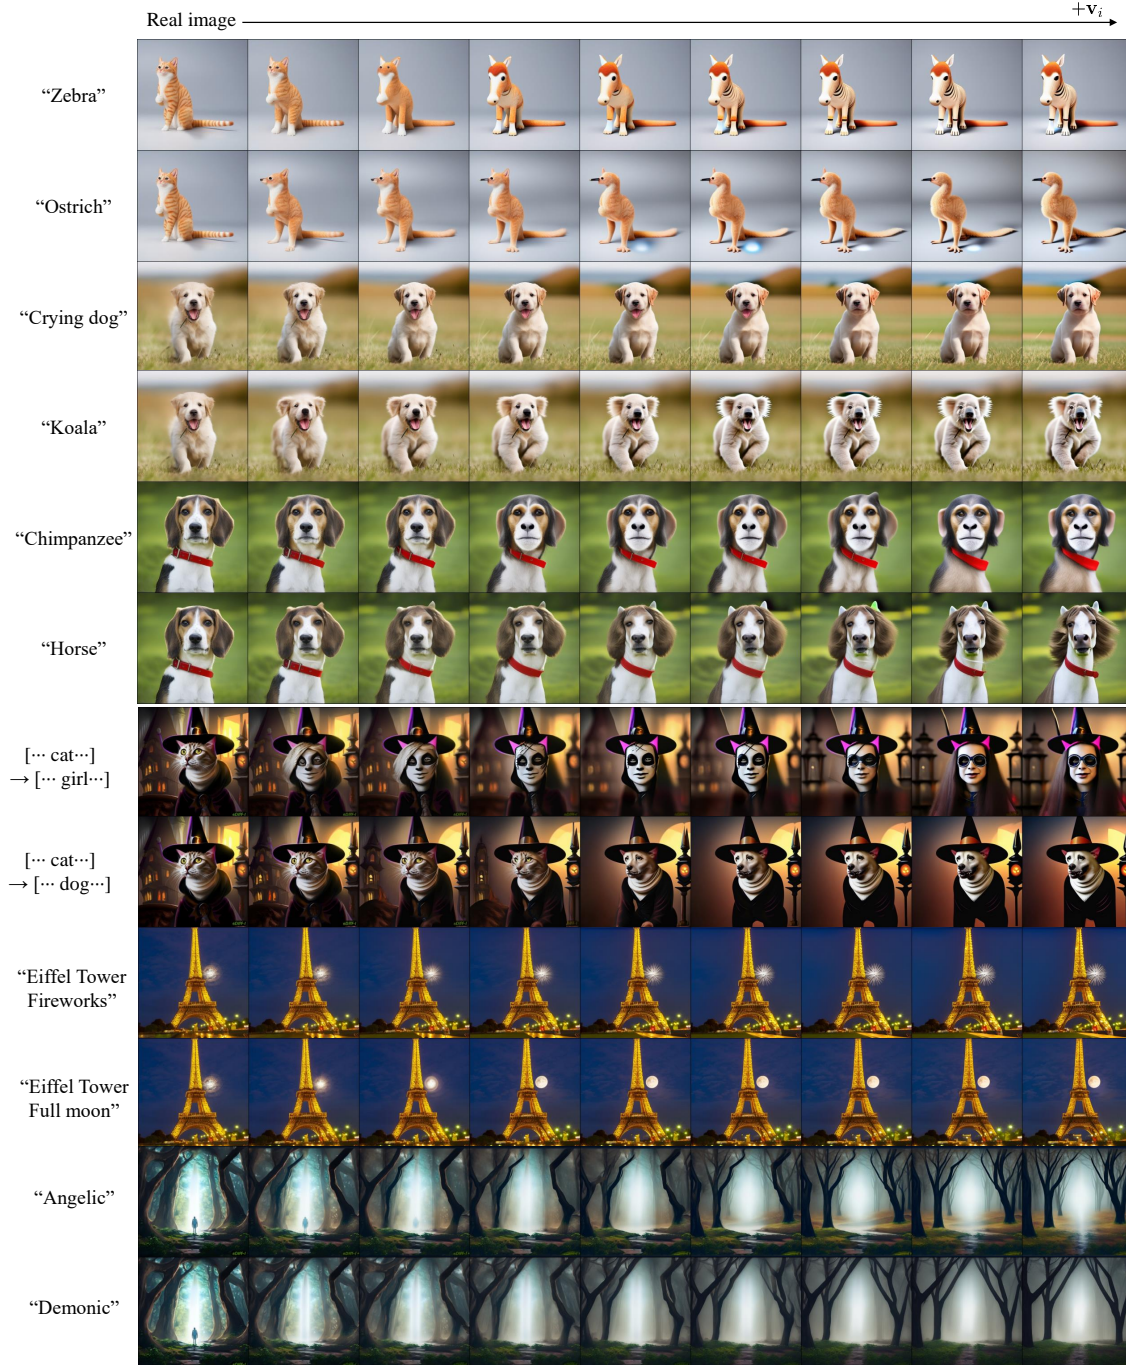 Real image
+v_i
“Zebra”
“Ostrich”
“Crying dog”
“Koala”
“Chimpanzee”
“Horse”
[··· cat···]
→ [··· girl···]
[··· cat···]
→ [··· dog···]
“Eiffel Tower
Fireworks”
“Eiffel Tower
Full moon”
“Angelic”
“Demonic”